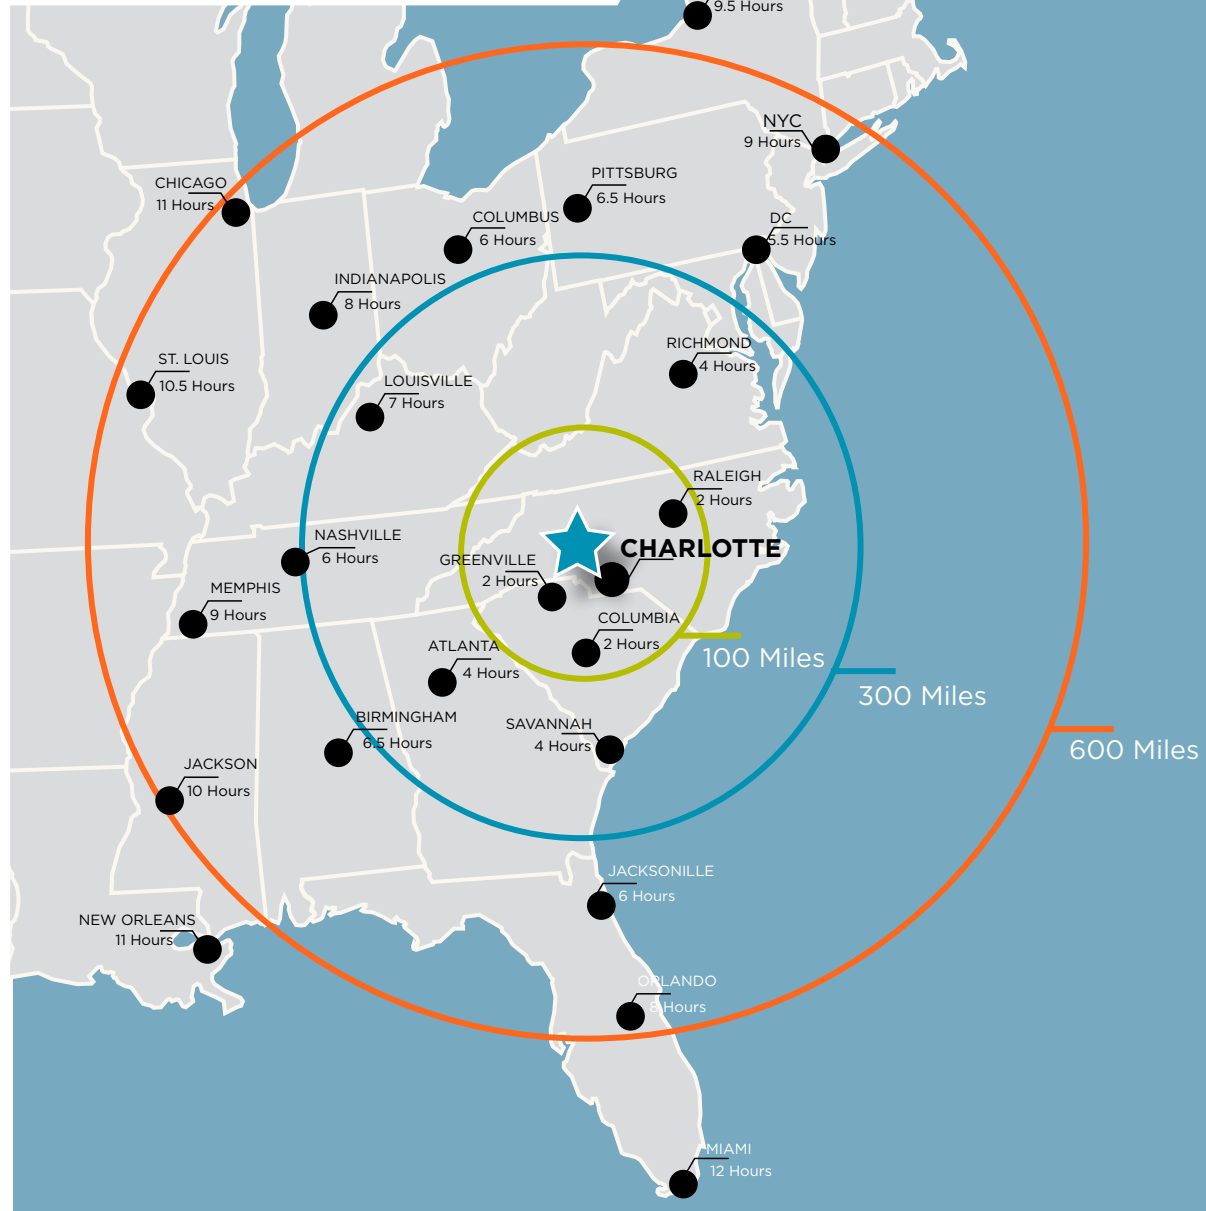 9.5 Hours
NYC
9 Hours
PITTSBURG
6.5 Hours
CHICAGO
11 Hours
COLUMBUS
6 Hours
DC
5.5 Hours
INDIANAPOLIS
8 Hours
RICHMOND
4 Hours
ST. LOUIS
10.5 Hours
LOUISVILLE
7 Hours
RALEIGH
2 Hours
NASHVILLE
6 Hours
CHARLOTTE
GREENVILLE
2 Hours
MEMPHIS
9 Hours
COLUMBIA
2 Hours
ATLANTA
4 Hours
100 Miles
300 Miles
BIRMINGHAM
6.5 Hours
SAVANNAH
4 Hours
600 Miles
JACKSON
10 Hours
JACKSONILLE
6 Hours
NEW ORLEANS
11 Hours
ORLANDO
8 Hours
MIAMI
12 Hours